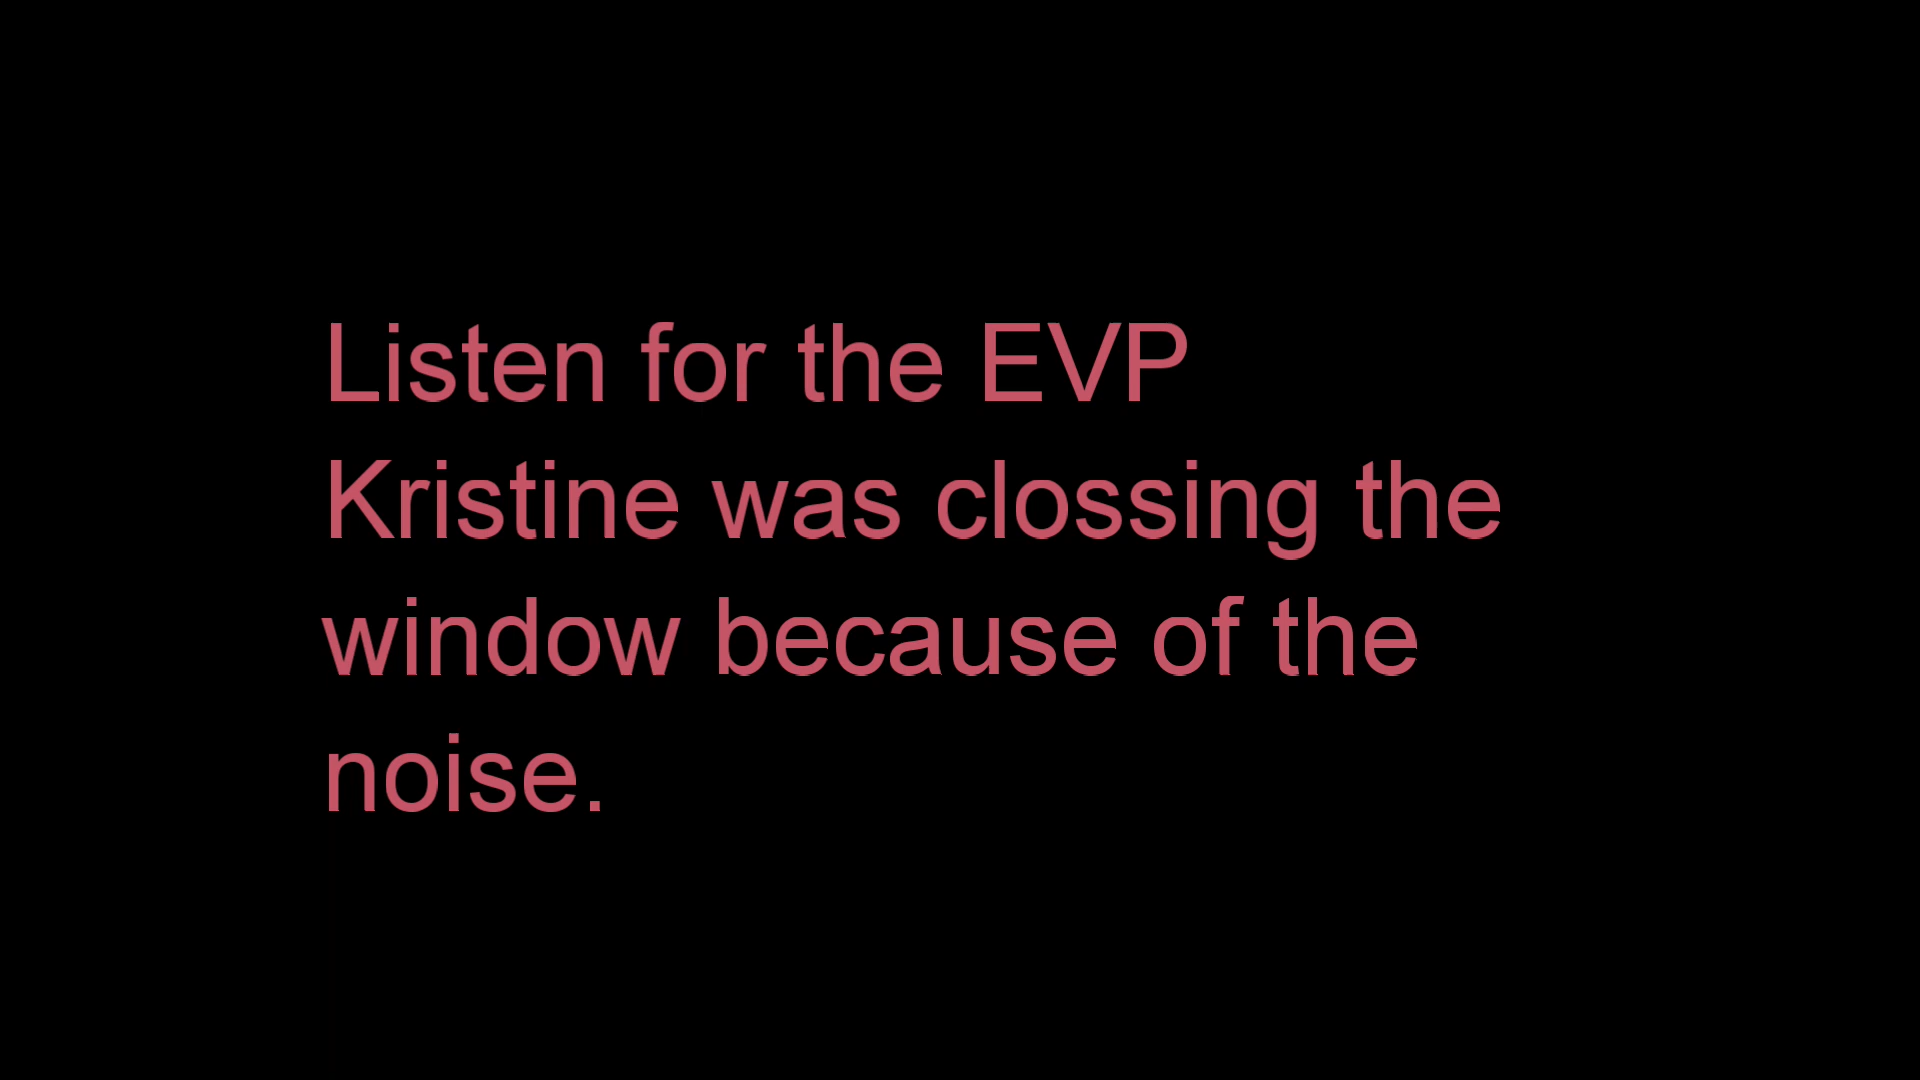 Listen for the EVP
Kristine was clossing the
window because of the
noise.